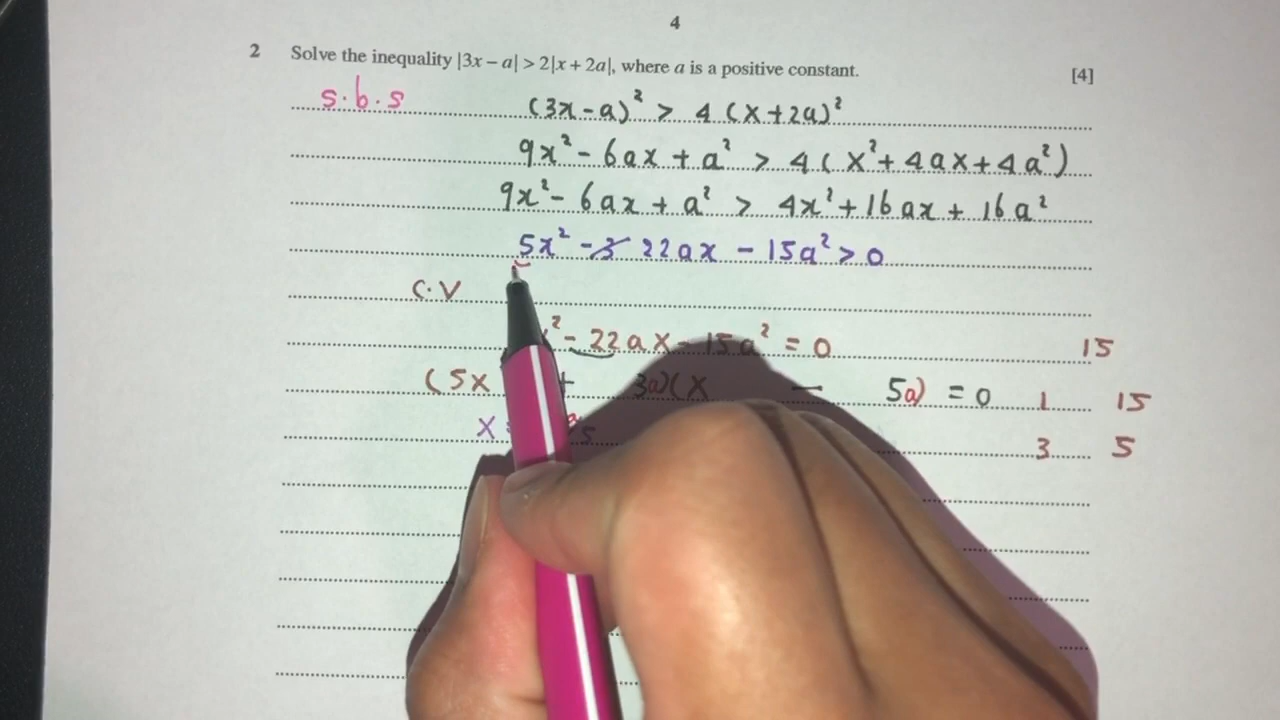 4
2 Solve the inequality |3x – a| > 2|x + 2a|, where a is a positive constant. [4]
s.b.s (3x-a)² > 4(x+2a)²
9x² - 6ax + a² > 4(x²+4ax+4a²)
9x² - 6ax + a² > 4x²+16ax + 16a²
5x² - 22ax - 15a² > 0
C.V
² - 22ax - 15a² = 0 15
(5x + 3a)(x - 5a) = 0 1 15
x 5 3 5